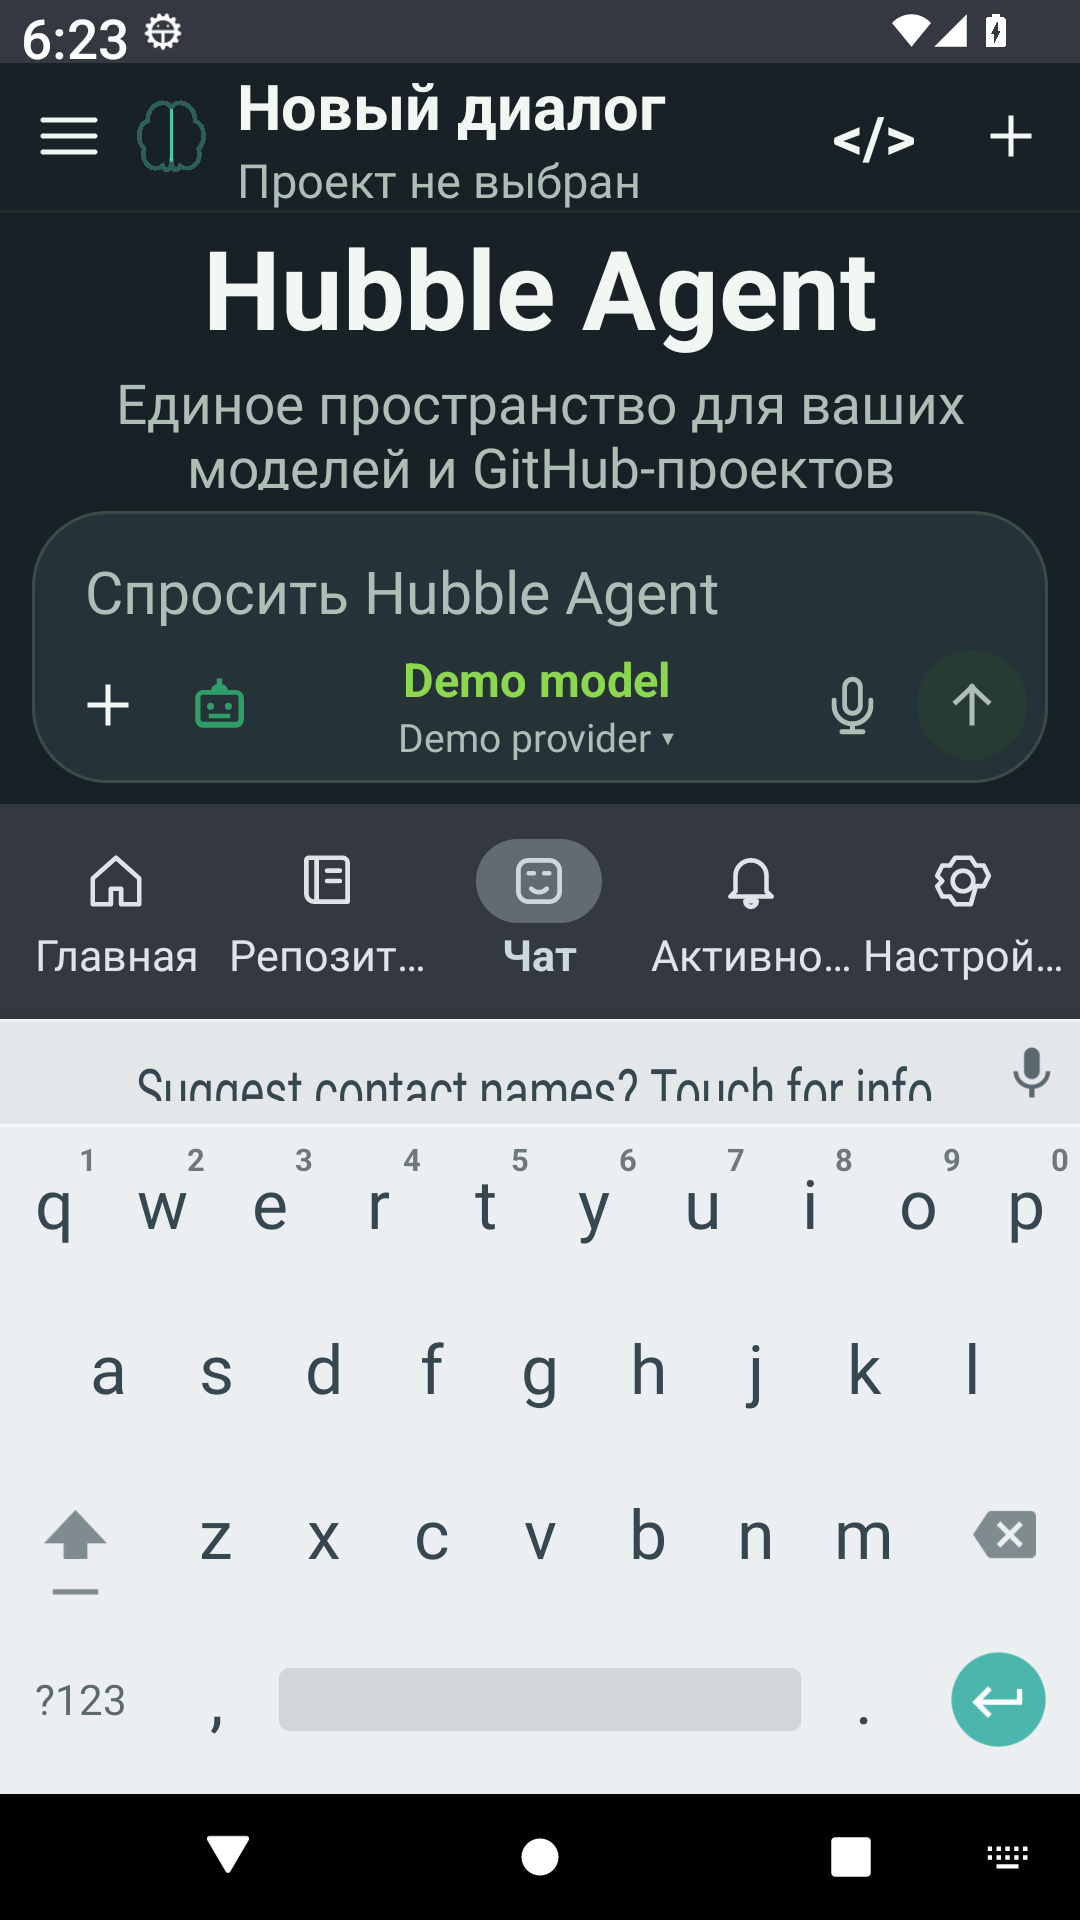 6:23
Новый диалог
Проект не выбран
</>
Hubble Agent
Единое пространство для ваших
моделей и GitHub-проектов
Спросить Hubble Agent
Demo model
Demo provider ▾
Главная
Репозит...
Чат
Активно...
Настрой...
Suggest contact names? Touch for info.
1 2 3 4 5 6 7 8 9 0
q w e r t y u i o p
a s d f g h j k l
z x c v b n m
?123 , .